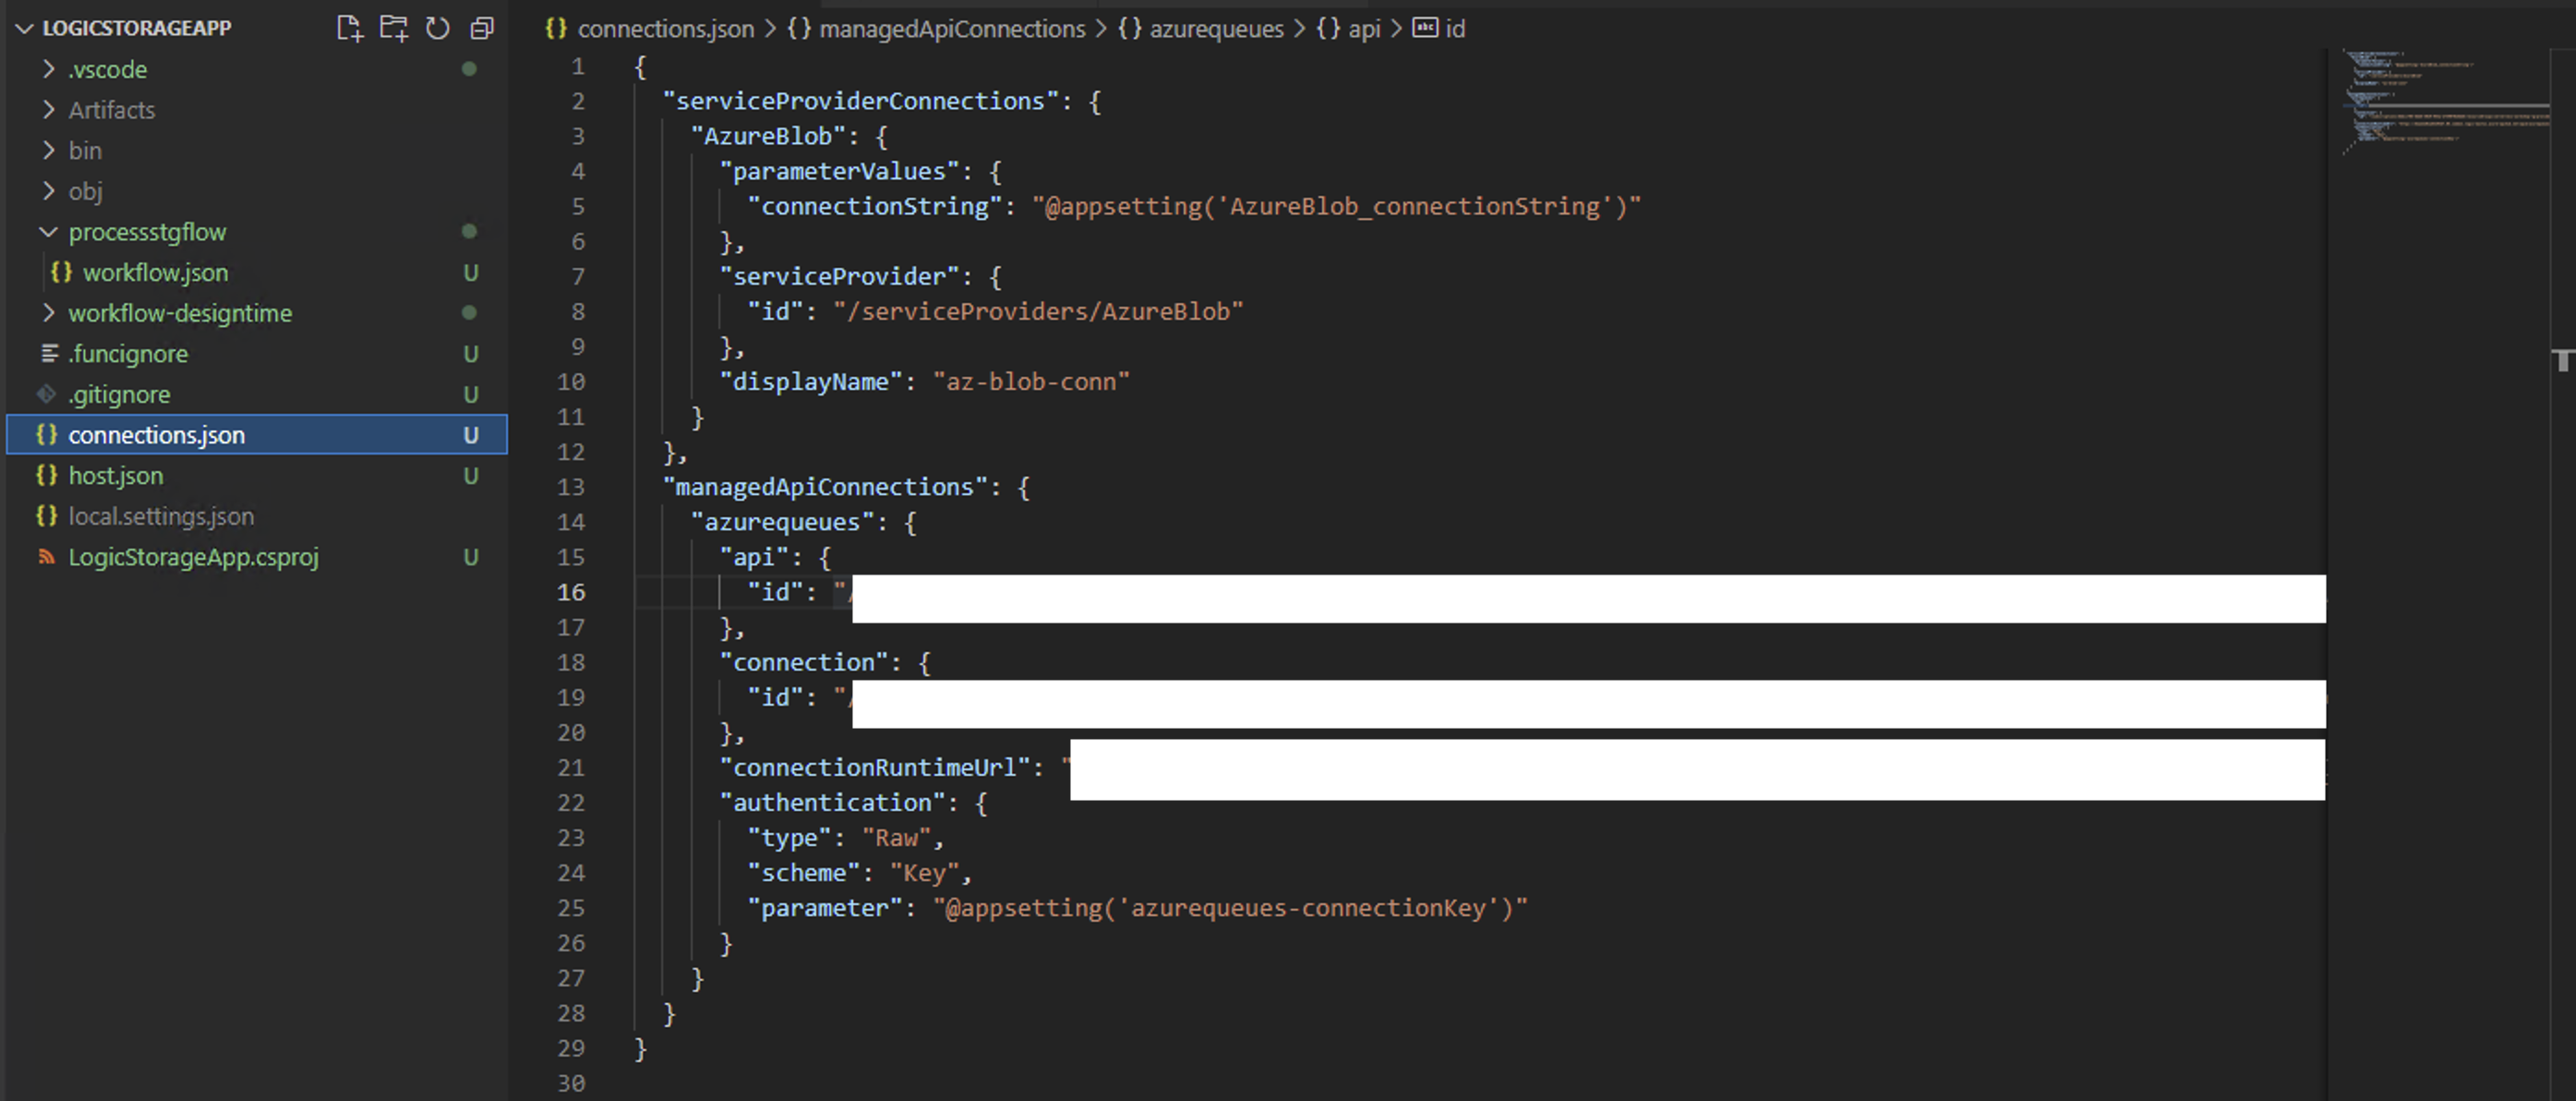 LOGICSTORAGEAPP
.vscode
Artifacts
bin
obj
processstgflow
{} workflow.json U
workflow-designtime
.funcignore U
.gitignore U
{} connections.json U
{} host.json U
{} local.settings.json
LogicStorageApp.csproj U
{} connections.json > {} managedApiConnections > {} azurequeues > {} api > abc id
1 {
2 "serviceProviderConnections": {
3 "AzureBlob": {
4 "parameterValues": {
5 "connectionString": "@appsetting('AzureBlob_connectionString')"
6 },
7 "serviceProvider": {
8 "id": "/serviceProviders/AzureBlob"
9 },
10 "displayName": "az-blob-conn"
11 }
12 },
13 "managedApiConnections": {
14 "azurequeues": {
15 "api": {
16 "id": "/
17 },
18 "connection": {
19 "id": "/
20 },
21 "connectionRuntimeUrl": "
22 "authentication": {
23 "type": "Raw",
24 "scheme": "Key",
25 "parameter": "@appsetting('azurequeues-connectionKey')"
26 }
27 }
28 }
29 }
30